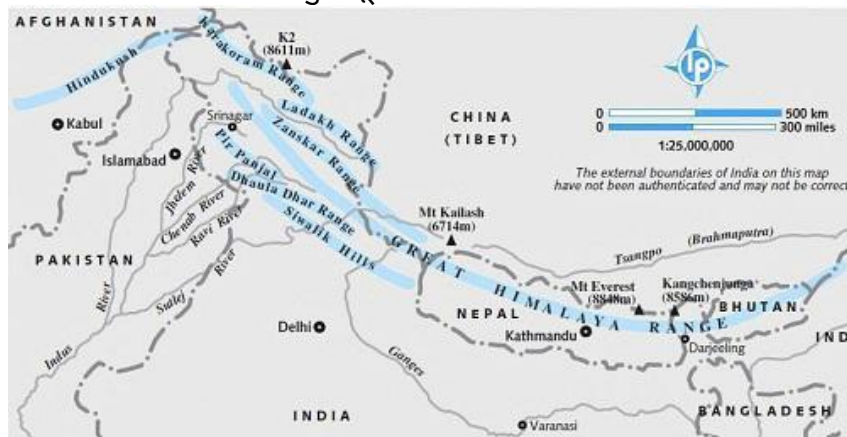 AFGHANISTAN
Hindukush
Kabul
Karakoram Range
K2
(8611m)
Ladakh Range
Zanskar Range
Srinagar
Islamabad
Pir Panjal
Dhaula Dhar Range
Siwalik Hills
Jhelem River
Chenab River
Ravi River
Sutlej River
Indus River
PAKISTAN
CHINA
(TIBET)
lp
0 500 km
0 300 miles
1:25,000,000
The external boundaries of India on this map
have not been authenticated and may not be correct
Mt Kailash
(6714m)
Tsangpo (Brahmaputra)
GREAT HIMALAYA RANGE
Mt Everest
(8848m)
Kangchenjunga
(8586m)
BHUTAN
NEPAL
Kathmandu
Darjeeling
IND
Delhi
Ganges
INDIA
Varanasi
BANGLADESH